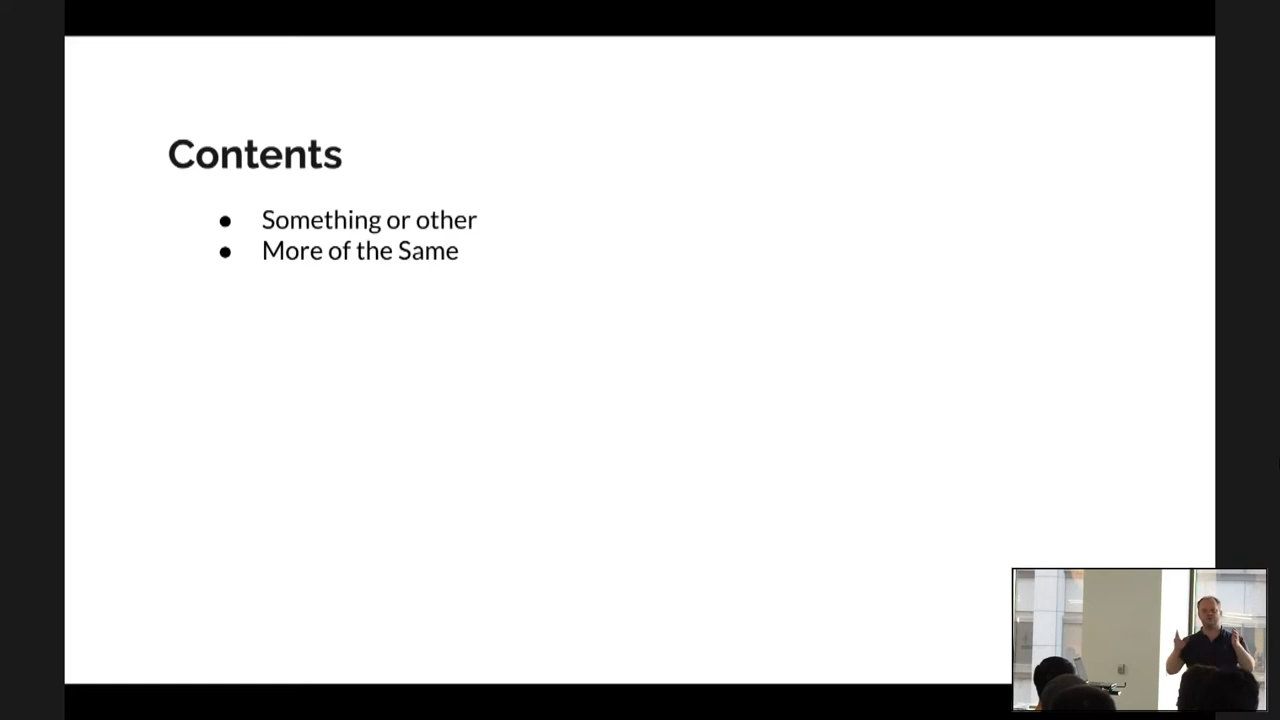 Contents
● Something or other
● More of the Same